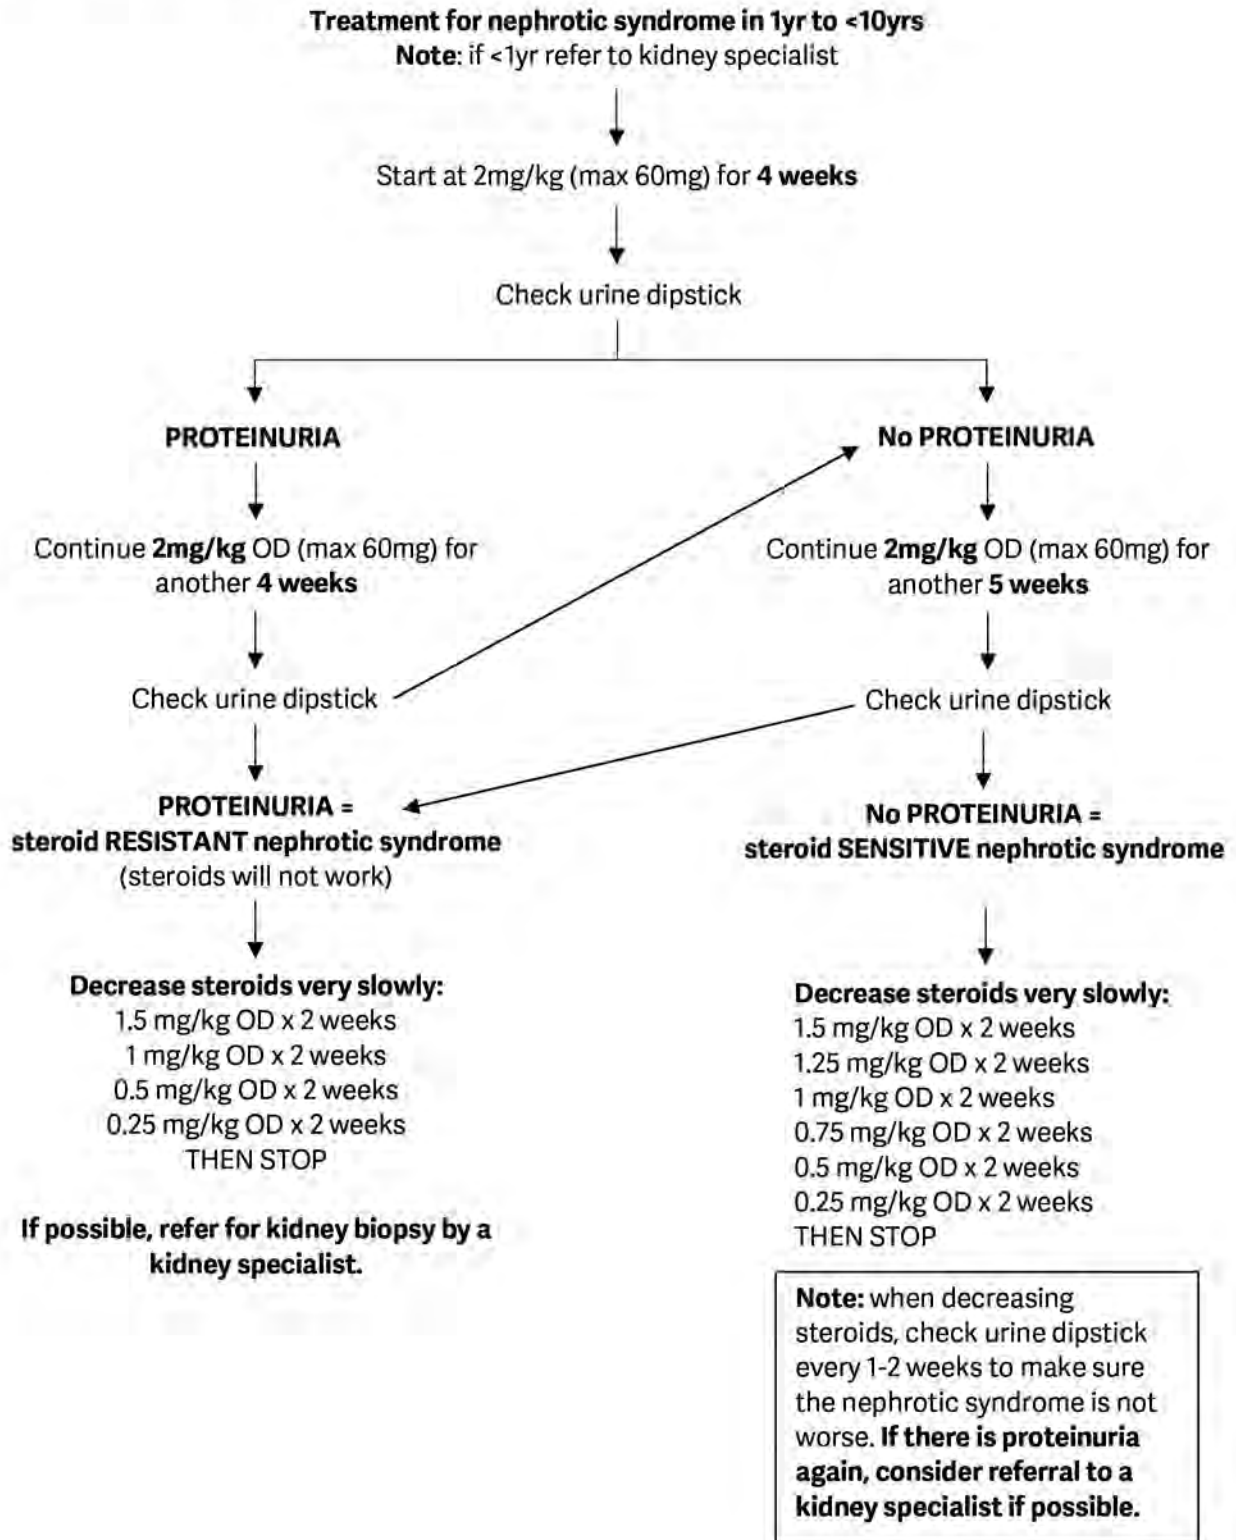 Treatment for nephrotic syndrome in 1yr to <10yrs
Note: if <1yr refer to kidney specialist
Start at 2mg/kg (max 60mg) for 4 weeks
Check urine dipstick
PROTEINURIA
No PROTEINURIA
Continue 2mg/kg OD (max 60mg) for
another 4 weeks
Continue 2mg/kg OD (max 60mg) for
another 5 weeks
Check urine dipstick
Check urine dipstick
PROTEINURIA =
steroid RESISTANT nephrotic syndrome
(steroids will not work)
No PROTEINURIA =
steroid SENSITIVE nephrotic syndrome
Decrease steroids very slowly:
1.5 mg/kg OD x 2 weeks
1 mg/kg OD x 2 weeks
0.5 mg/kg OD x 2 weeks
0.25 mg/kg OD x 2 weeks
THEN STOP
If possible, refer for kidney biopsy by a
kidney specialist.
Decrease steroids very slowly:
1.5 mg/kg OD x 2 weeks
1.25 mg/kg OD x 2 weeks
1 mg/kg OD x 2 weeks
0.75 mg/kg OD x 2 weeks
0.5 mg/kg OD x 2 weeks
0.25 mg/kg OD x 2 weeks
THEN STOP
Note: when decreasing
steroids, check urine dipstick
every 1-2 weeks to make sure
the nephrotic syndrome is not
worse. If there is proteinuria
again, consider referral to a
kidney specialist if possible.